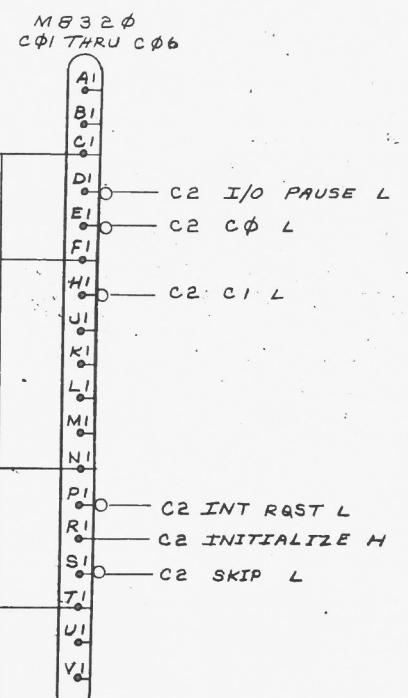 M832Ø
CØ1 THRU CØ6
A1
B1
C1
D1 C2 I/O PAUSE L
E1 C2 CØ L
F1
H1 C2 C1 L
J1
K1
L1
M1
N1
P1 C2 INT RQST L
R1 C2 INITIALIZE H
S1 C2 SKIP L
T1
U1
V1